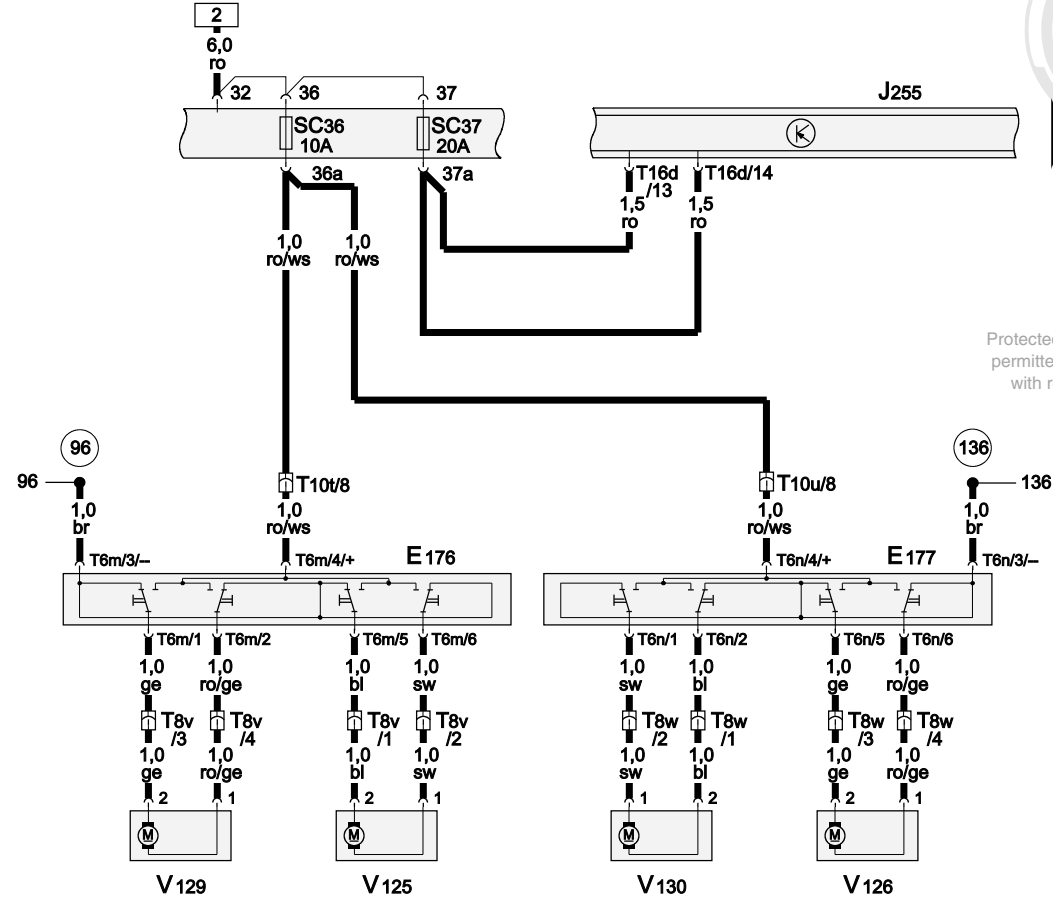 2
6,0
ro
32 36 37
J255
SC36
10A
SC37
20A
36a
37a
T16d
/13
T16d/14
1,5
ro
1,5
ro
1,0
ro/ws
1,0
ro/ws
Protected
permitte
with r
96
96
136
136
T10t/8
T10u/8
1,0
br
1,0
ro/ws
1,0
ro/ws
1,0
br
T6m/3/–
T6m/4/+
E176
T6n/4/+
E177
T6n/3/–
T6m/1
T6m/2
T6m/5
T6m/6
T6n/1
T6n/2
T6n/5
T6n/6
1,0
ge
1,0
ro/ge
1,0
bl
1,0
sw
1,0
sw
1,0
bl
1,0
ge
1,0
ro/ge
T8v
/3
T8v
/4
T8v
/1
T8v
/2
T8w
/2
T8w
/1
T8w
/3
T8w
/4
1,0
ge
1,0
ro/ge
1,0
bl
1,0
sw
1,0
sw
1,0
bl
1,0
ge
1,0
ro/ge
2 1 2 1 1 2 2 1
M M M M
V129
V125
V130
V126